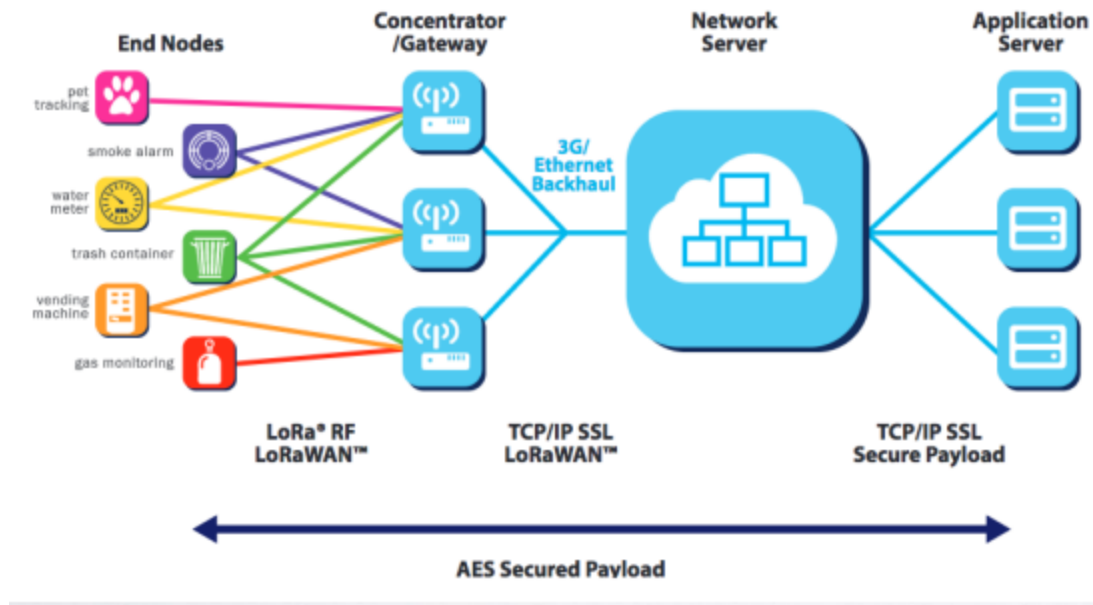 End Nodes
Concentrator
/Gateway
Network
Server
Application
Server
pet
tracking
smoke alarm
water
meter
trash container
vending
machine
gas monitoring
3G/
Ethernet
Backhaul
LoRa® RF
LoRaWAN™
TCP/IP SSL
LoRaWAN™
TCP/IP SSL
Secure Payload
AES Secured Payload